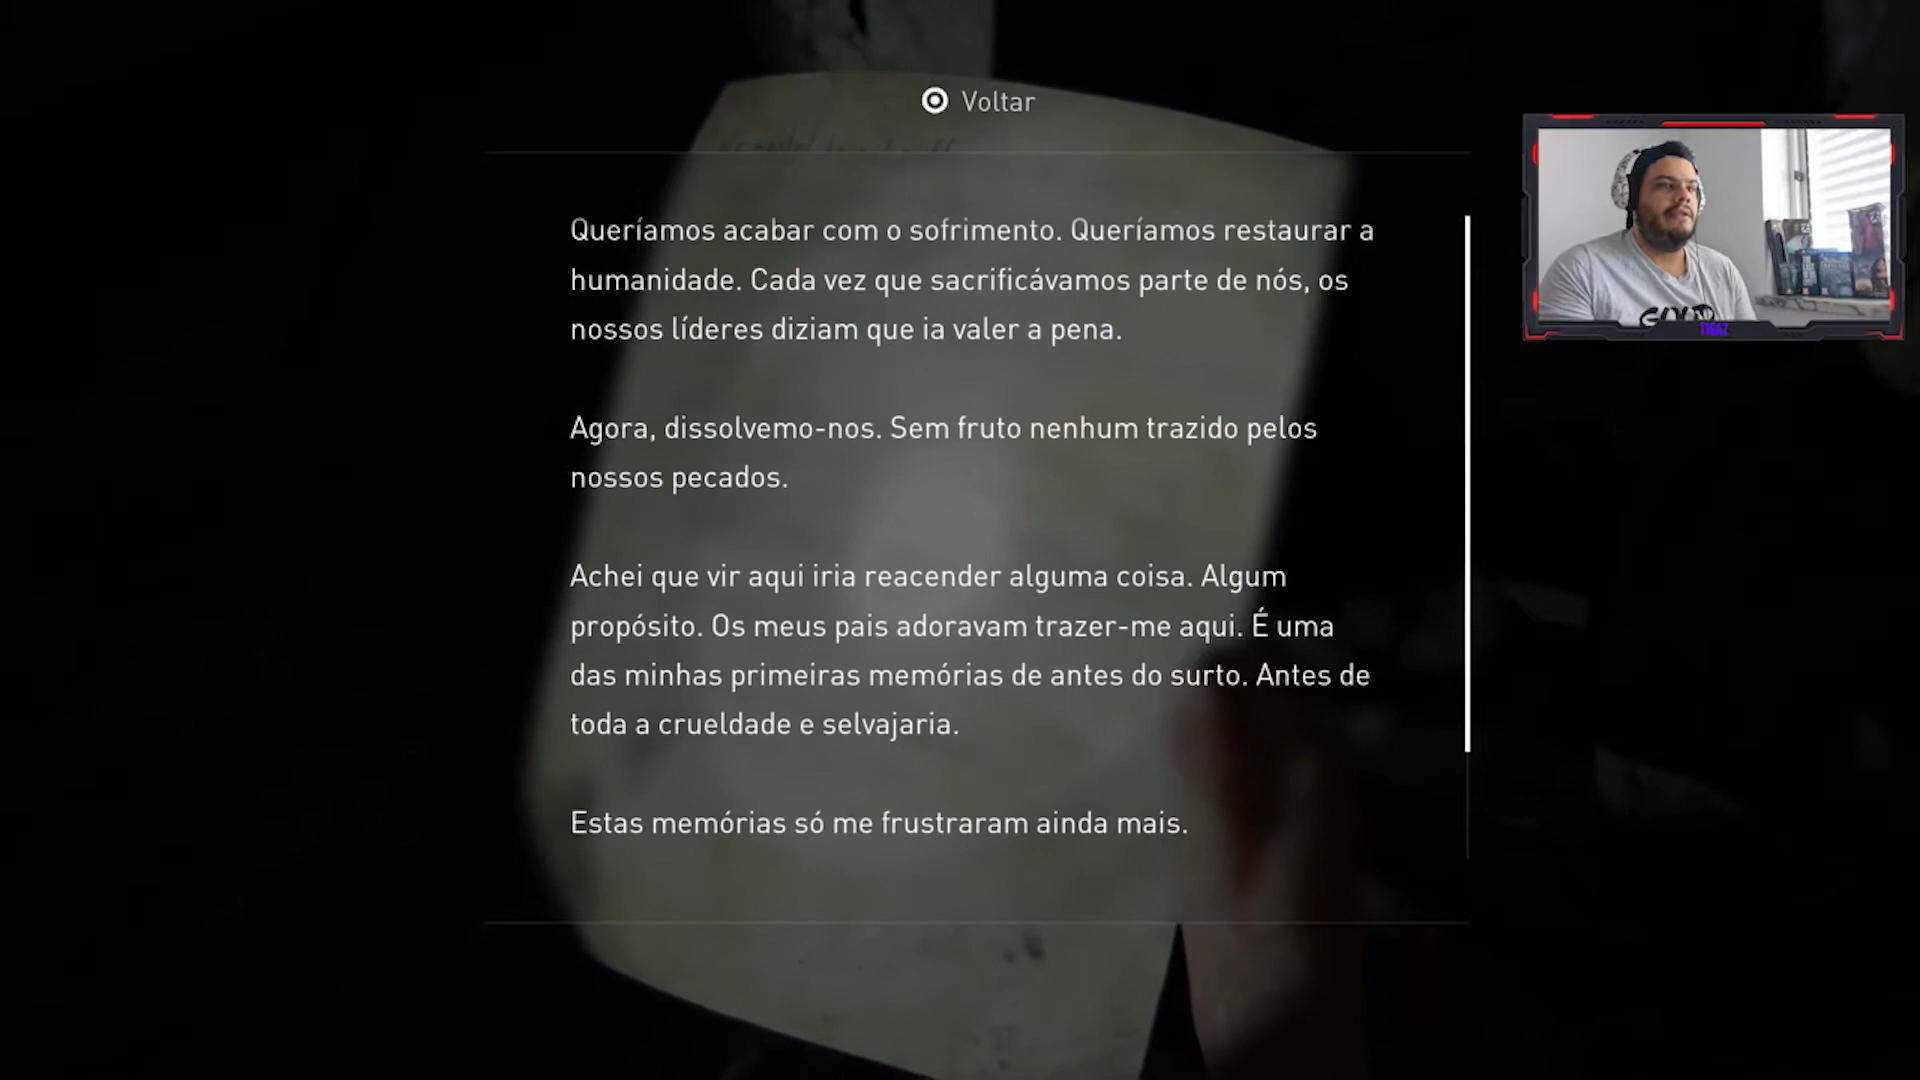 Voltar
Queríamos acabar com o sofrimento. Queríamos restaurar a
humanidade. Cada vez que sacrificávamos parte de nós, os
nossos líderes diziam que ia valer a pena.
Agora, dissolvemo-nos. Sem fruto nenhum trazido pelos
nossos pecados.
Achei que vir aqui iria reacender alguma coisa. Algum
propósito. Os meus pais adoravam trazer-me aqui. É uma
das minhas primeiras memórias de antes do surto. Antes de
toda a crueldade e selvajaria.
Estas memórias só me frustraram ainda mais.
TIGAZ